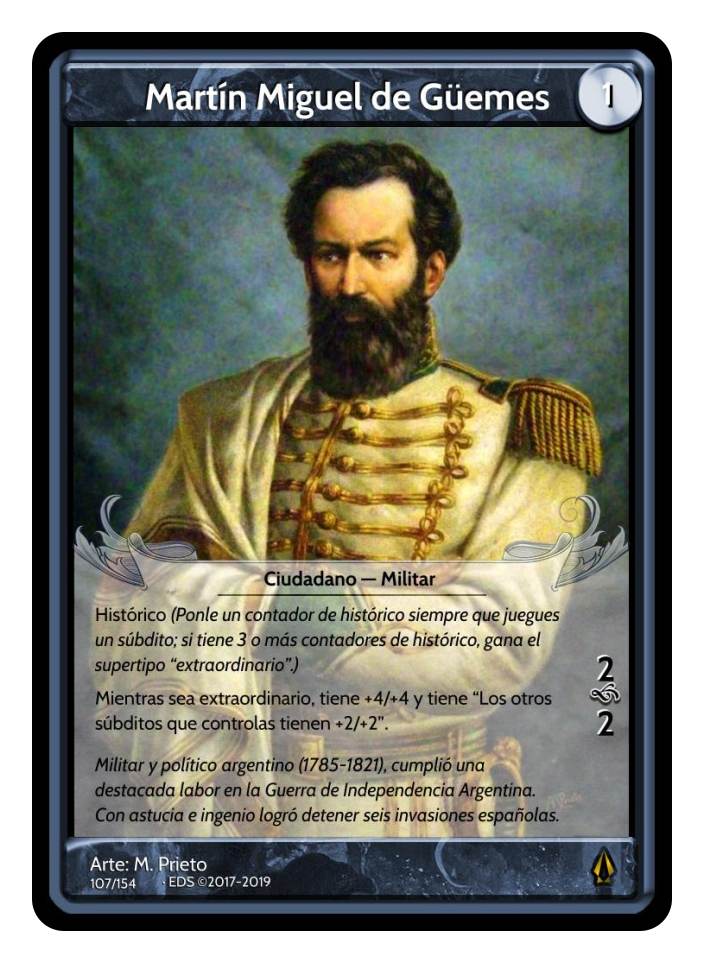 Martín Miguel de Güemes
1
Ciudadano — Militar
Histórico (Ponle un contador de histórico siempre que juegues
un súbdito; si tiene 3 o más contadores de histórico, gana el
supertipo “extraordinario”.)
Mientras sea extraordinario, tiene +4/+4 y tiene “Los otros
súbditos que controlas tienen +2/+2”.
2
2
Militar y político argentino (1785-1821), cumplió una
destacada labor en la Guerra de Independencia Argentina.
Con astucia e ingenio logró detener seis invasiones españolas.
Arte: M. Prieto
107/154 · EDS ©2017-2019